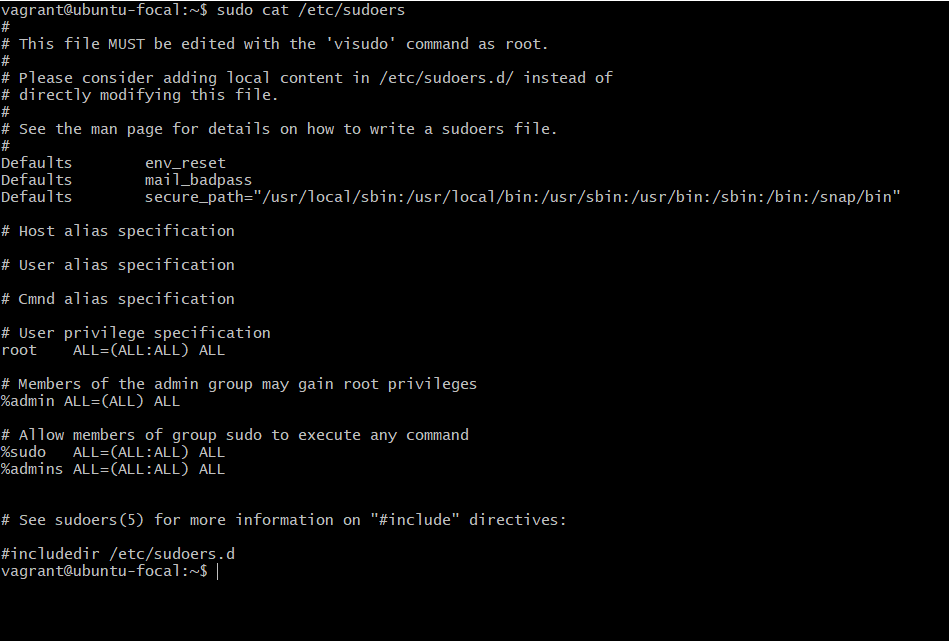 vagrant@ubuntu-focal:~$ sudo cat /etc/sudoers
#
# This file MUST be edited with the 'visudo' command as root.
#
# Please consider adding local content in /etc/sudoers.d/ instead of
# directly modifying this file.
#
# See the man page for details on how to write a sudoers file.
#
Defaults        env_reset
Defaults        mail_badpass
Defaults        secure_path="/usr/local/sbin:/usr/local/bin:/usr/sbin:/usr/bin:/sbin:/bin:/snap/bin"

# Host alias specification

# User alias specification

# Cmnd alias specification

# User privilege specification
root    ALL=(ALL:ALL) ALL

# Members of the admin group may gain root privileges
%admin ALL=(ALL) ALL

# Allow members of group sudo to execute any command
%sudo   ALL=(ALL:ALL) ALL
%admins ALL=(ALL:ALL) ALL


# See sudoers(5) for more information on "#include" directives:

#includedir /etc/sudoers.d
vagrant@ubuntu-focal:~$